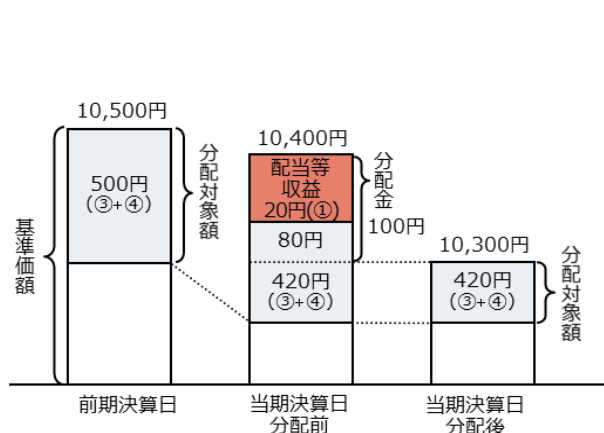 10,500円
500円
(③+④)
分配対象額
基準価額
10,400円
配当等
収益
20円(①)
80円
420円
(③+④)
分配金
100円
10,300円
420円
(③+④)
分配対象額
前期決算日
当期決算日
分配前
当期決算日
分配後